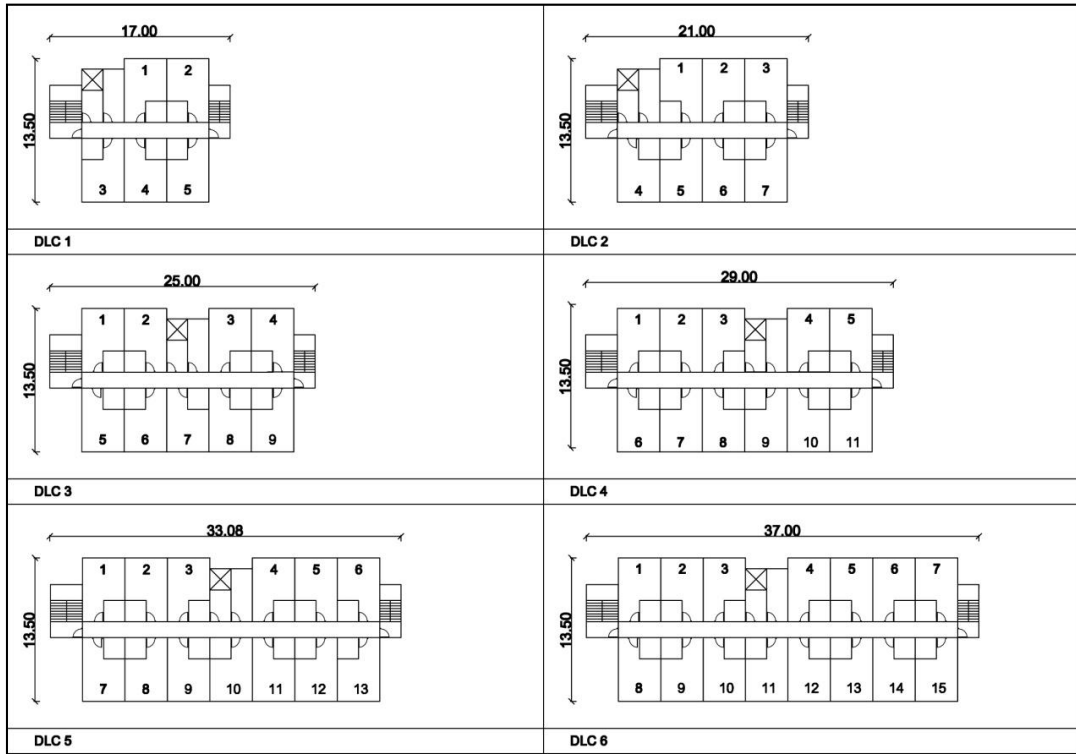 17.00
13.50
1 2
3 4 5
DLC 1
21.00
13.50
1 2 3
4 5 6 7
DLC 2
25.00
13.50
1 2 3 4
5 6 7 8 9
DLC 3
29.00
13.50
1 2 3 4 5
6 7 8 9 10 11
DLC 4
33.08
13.50
1 2 3 4 5 6
7 8 9 10 11 12 13
DLC 5
37.00
13.50
1 2 3 4 5 6 7
8 9 10 11 12 13 14 15
DLC 6